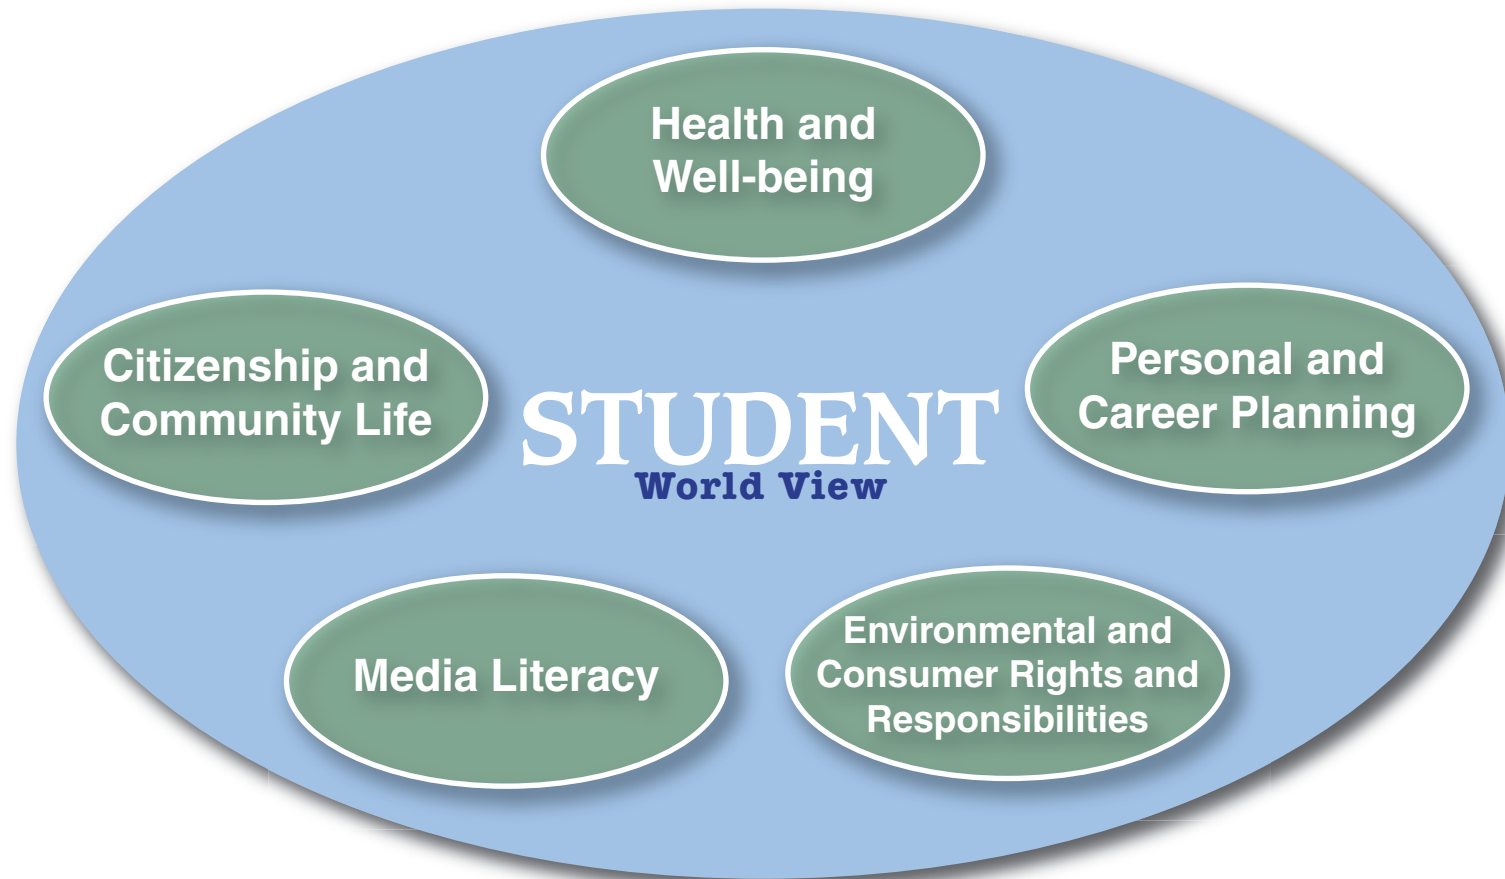 Health and
Well-being
Citizenship and
Community Life
Personal and
Career Planning
STUDENT
World View
Media Literacy
Environmental and
Consumer Rights and
Responsibilities